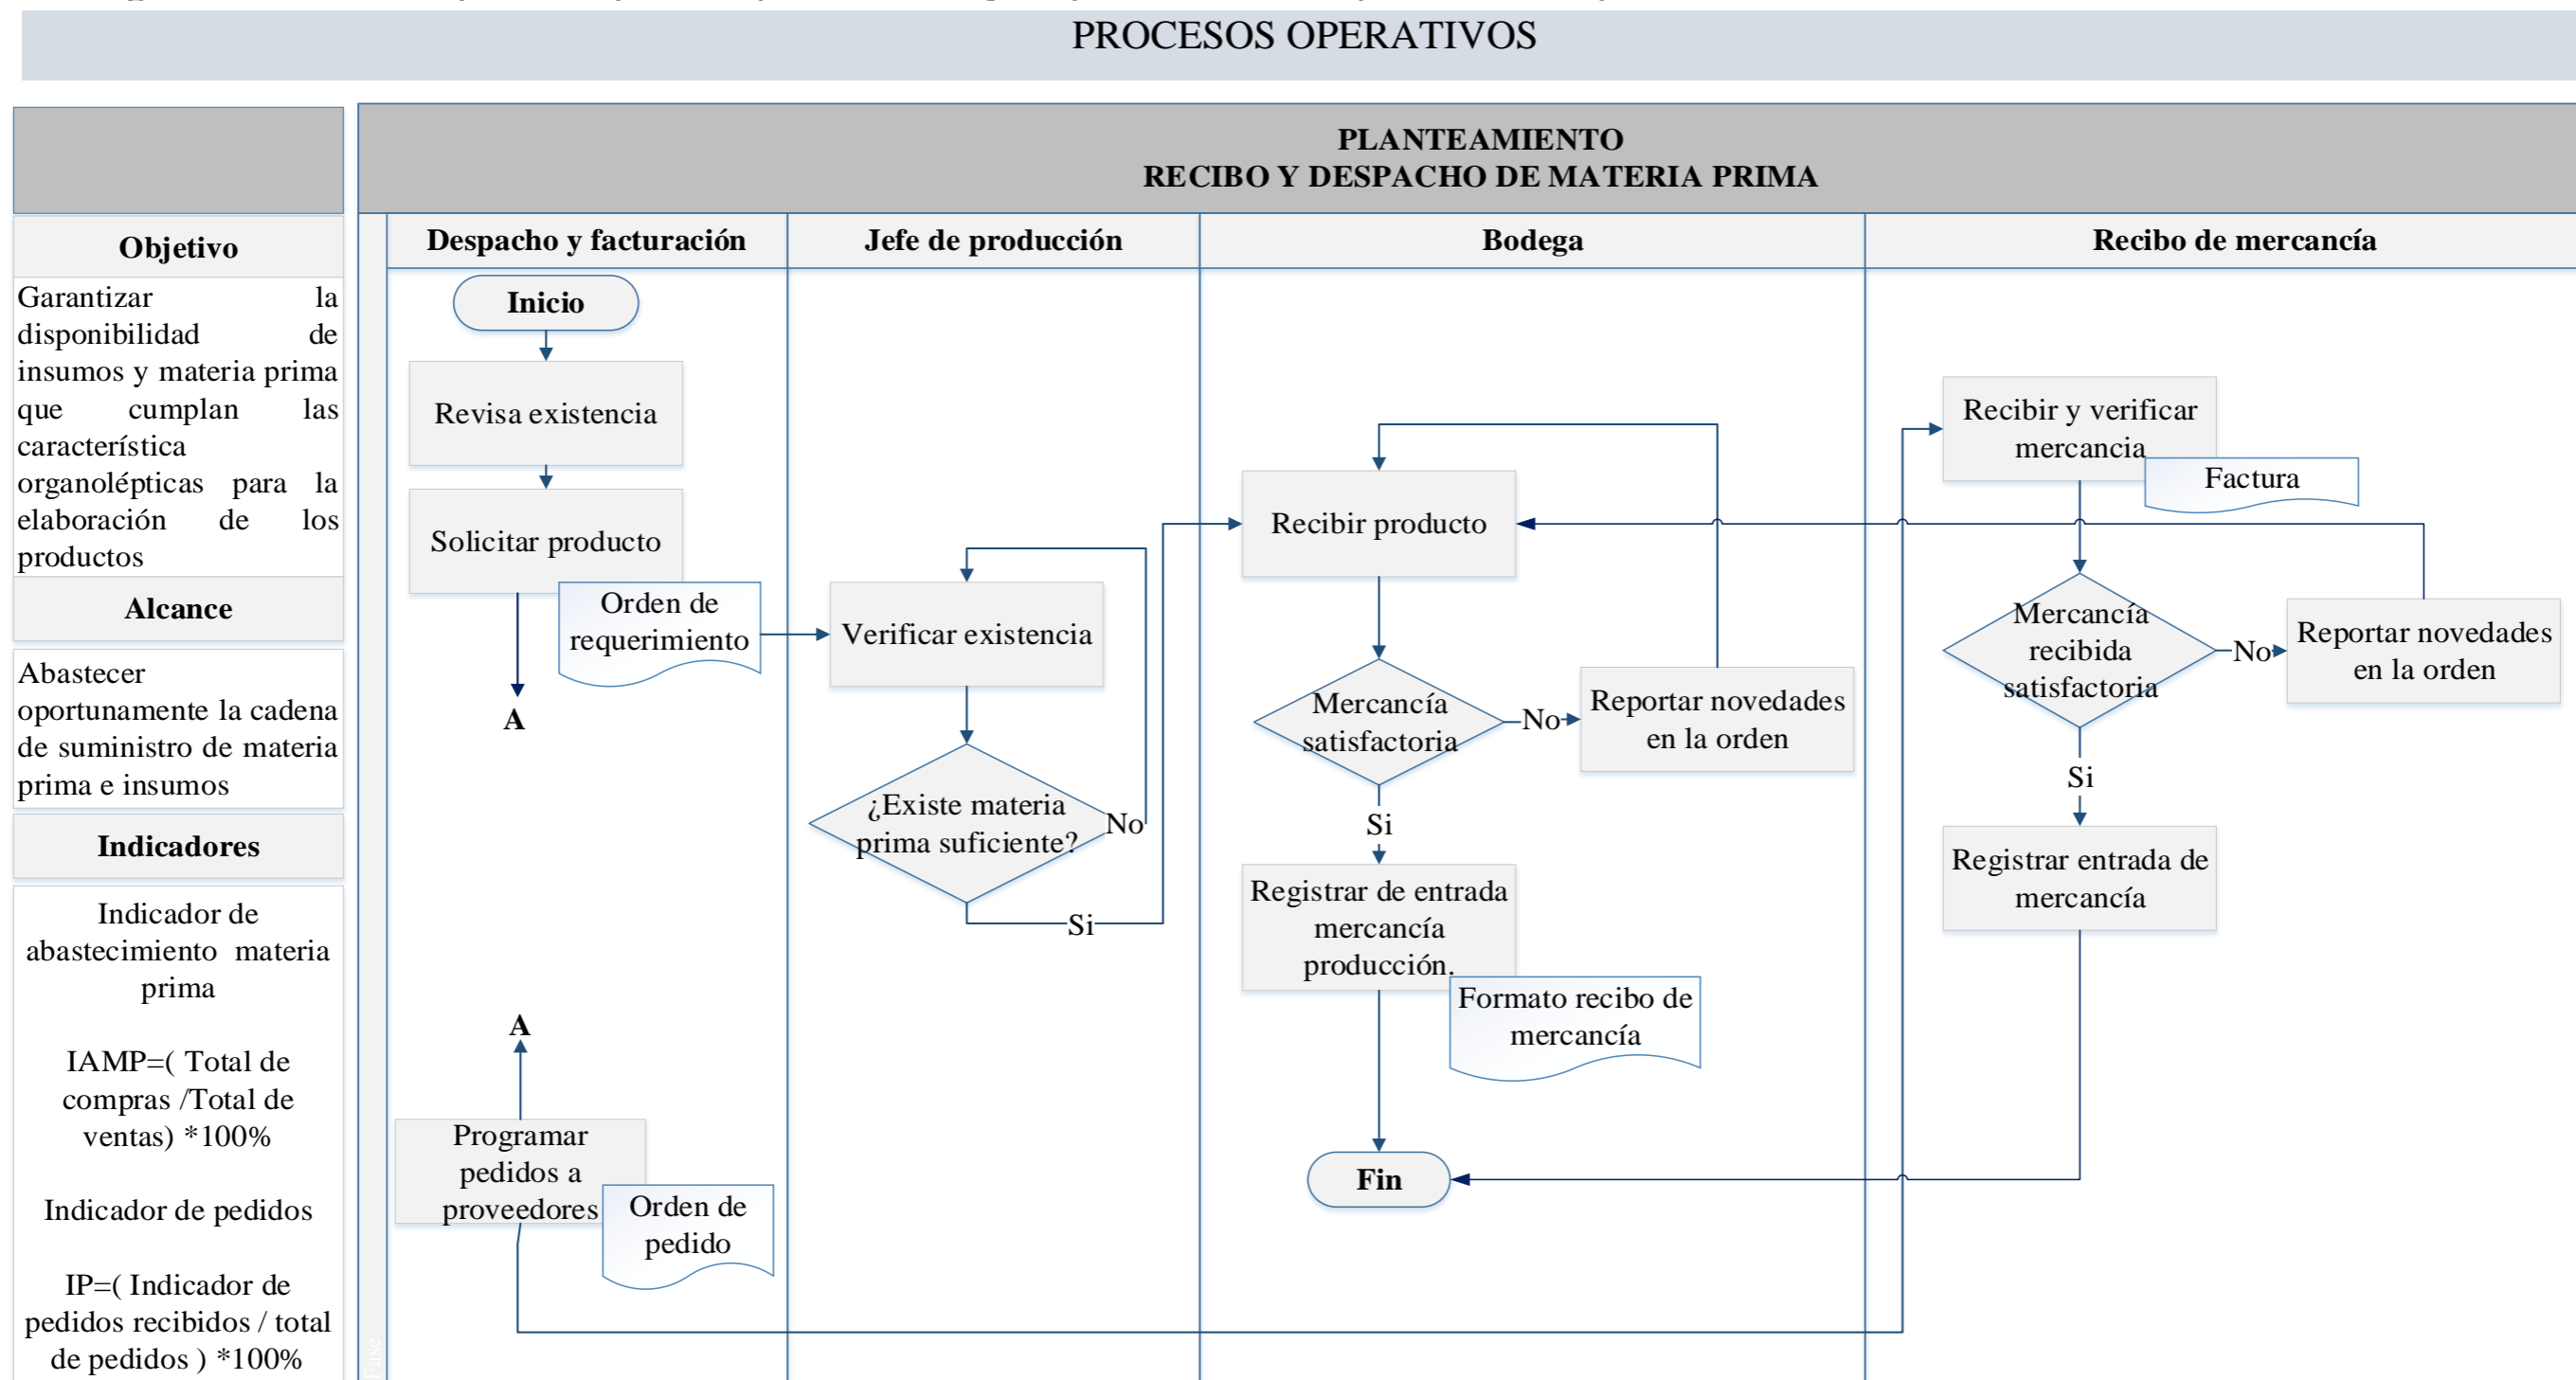 PROCESOS OPERATIVOS
PLANTEAMIENTO
RECIBO Y DESPACHO DE MATERIA PRIMA
Objetivo
Garantizar la
disponibilidad de
insumos y materia prima
que cumplan las
característica
organolépticas para la
elaboración de los
productos
Alcance
Abastecer
oportunamente la cadena
de suministro de materia
prima e insumos
Indicadores
Indicador de
abastecimiento materia
prima
IAMP=( Total de
compras /Total de
ventas) *100%
Indicador de pedidos
IP=( Indicador de
pedidos recibidos / total
de pedidos ) *100%
Fase
Despacho y facturación
Inicio
Revisa existencia
Solicitar producto
Orden de
requerimiento
A
A
Programar
pedidos a
proveedores
Orden de
pedido
Jefe de producción
Verificar existencia
¿Existe materia
prima suficiente?
No
Si
Bodega
Recibir producto
Mercancía
satisfactoria
No
Reportar novedades
en la orden
Si
Registrar de entrada
mercancía
producción.
Formato recibo de
mercancía
Fin
Recibo de mercancía
Recibir y verificar
mercancia
Factura
Mercancía
recibida
satisfactoria
No
Reportar novedades
en la orden
Si
Registrar entrada de
mercancía